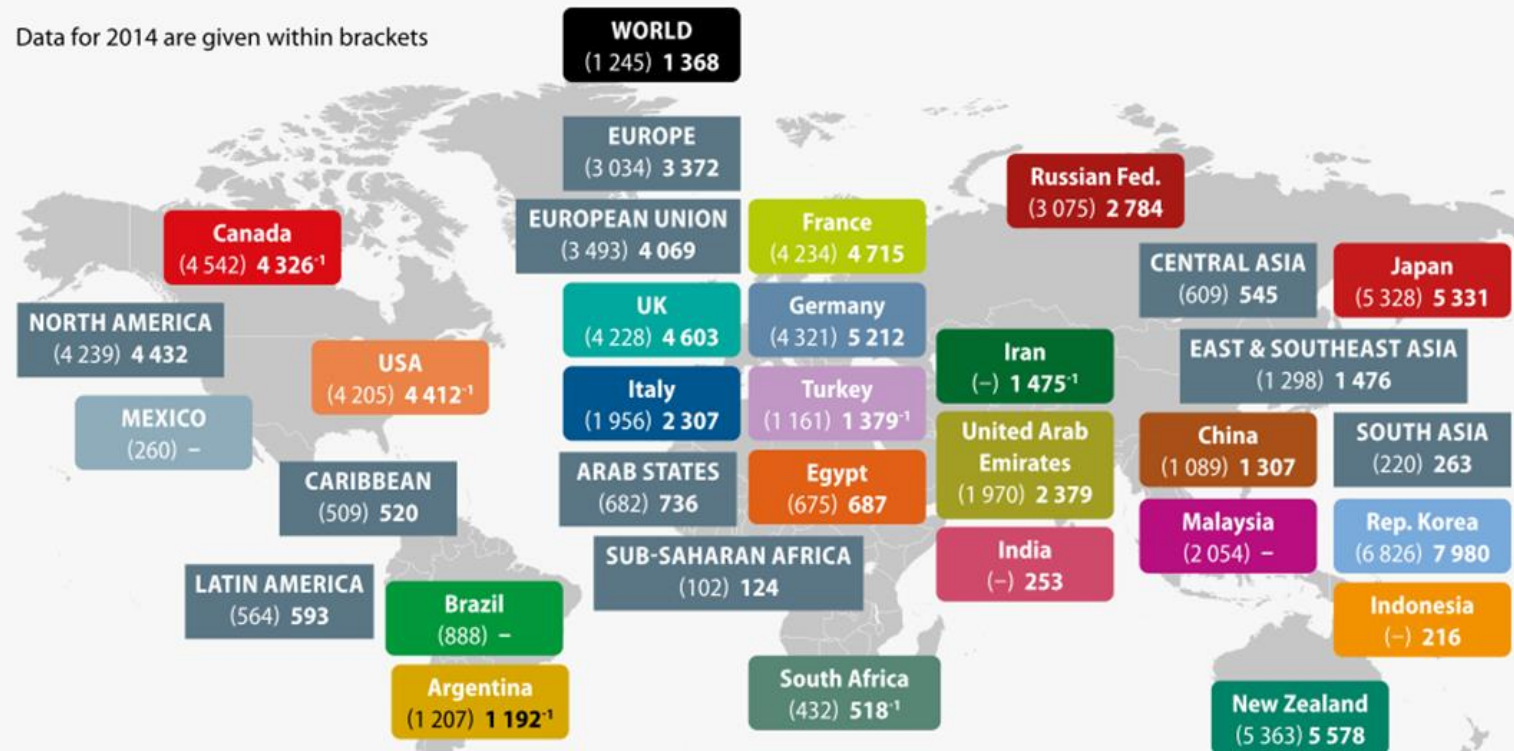 Data for 2014 are given within brackets
WORLD
(1 245) 1 368
EUROPE
(3 034) 3 372
Russian Fed.
(3 075) 2 784
EUROPEAN UNION
(3 493) 4 069
France
(4 234) 4 715
Canada
(4 542) 4 326⁻¹
CENTRAL ASIA
(609) 545
Japan
(5 328) 5 331
UK
(4 228) 4 603
Germany
(4 321) 5 212
NORTH AMERICA
(4 239) 4 432
USA
(4 205) 4 412⁻¹
Iran
(–) 1 475⁻¹
EAST & SOUTHEAST ASIA
(1 298) 1 476
Italy
(1 956) 2 307
Turkey
(1 161) 1 379⁻¹
MEXICO
(260) –
United Arab
Emirates
(1 970) 2 379
China
(1 089) 1 307
SOUTH ASIA
(220) 263
CARIBBEAN
(509) 520
ARAB STATES
(682) 736
Egypt
(675) 687
Malaysia
(2 054) –
Rep. Korea
(6 826) 7 980
SUB-SAHARAN AFRICA
(102) 124
India
(–) 253
LATIN AMERICA
(564) 593
Brazil
(888) –
Indonesia
(–) 216
Argentina
(1 207) 1 192⁻¹
South Africa
(432) 518⁻¹
New Zealand
(5 363) 5 578